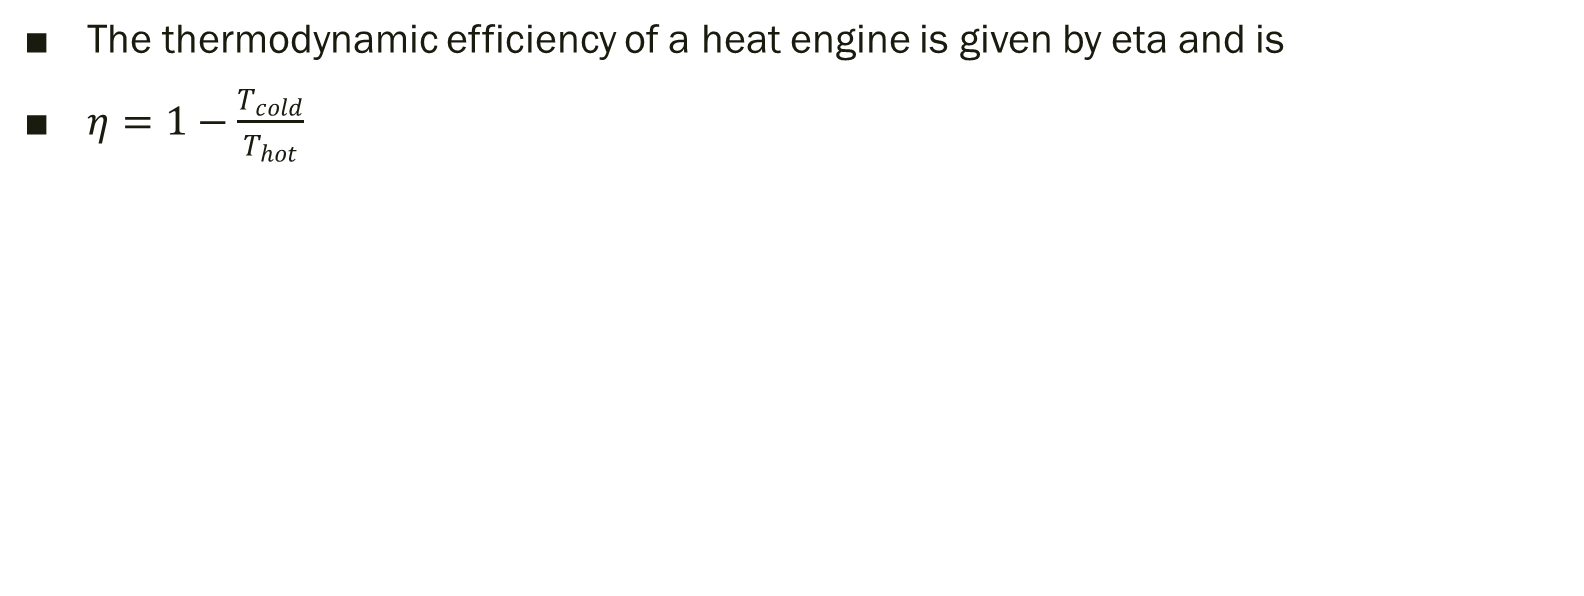 ■ The thermodynamic efficiency of a heat engine is given by eta and is
■ η = 1 − T_cold / T_hot